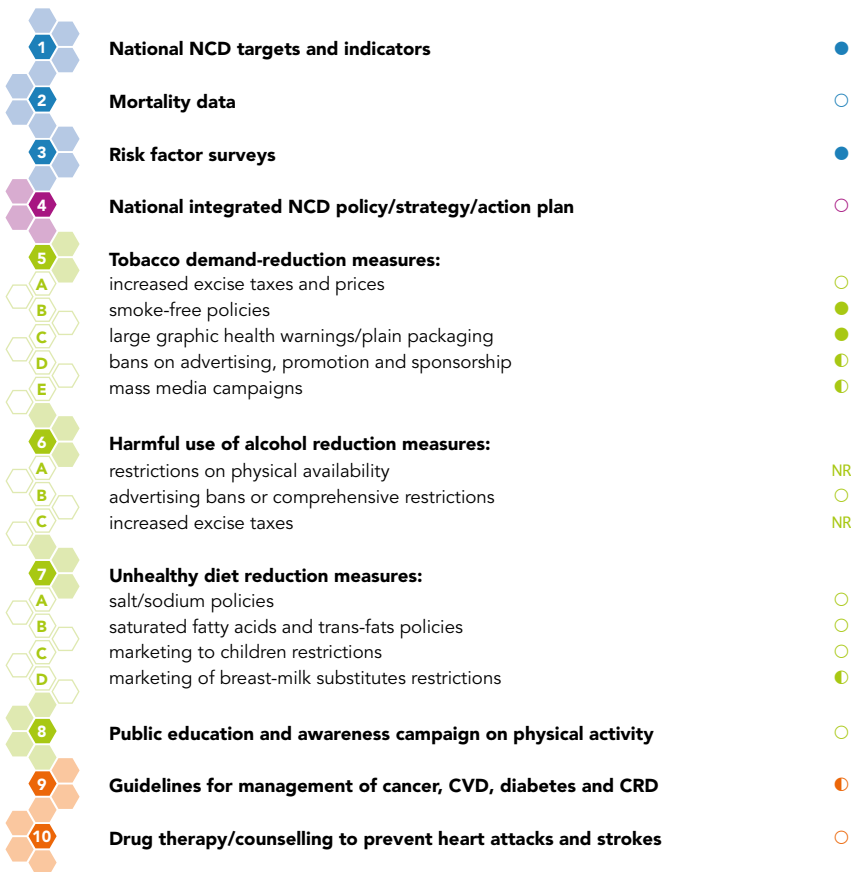 1 National NCD targets and indicators ●
2 Mortality data ○
3 Risk factor surveys ●
4 National integrated NCD policy/strategy/action plan ○
5 Tobacco demand-reduction measures:
A increased excise taxes and prices ○
B smoke-free policies ●
C large graphic health warnings/plain packaging ●
D bans on advertising, promotion and sponsorship ◐
E mass media campaigns ◐
6 Harmful use of alcohol reduction measures:
A restrictions on physical availability NR
B advertising bans or comprehensive restrictions ○
C increased excise taxes NR
7 Unhealthy diet reduction measures:
A salt/sodium policies ○
B saturated fatty acids and trans-fats policies ○
C marketing to children restrictions ○
D marketing of breast-milk substitutes restrictions ◐
8 Public education and awareness campaign on physical activity ○
9 Guidelines for management of cancer, CVD, diabetes and CRD ◐
10 Drug therapy/counselling to prevent heart attacks and strokes ○